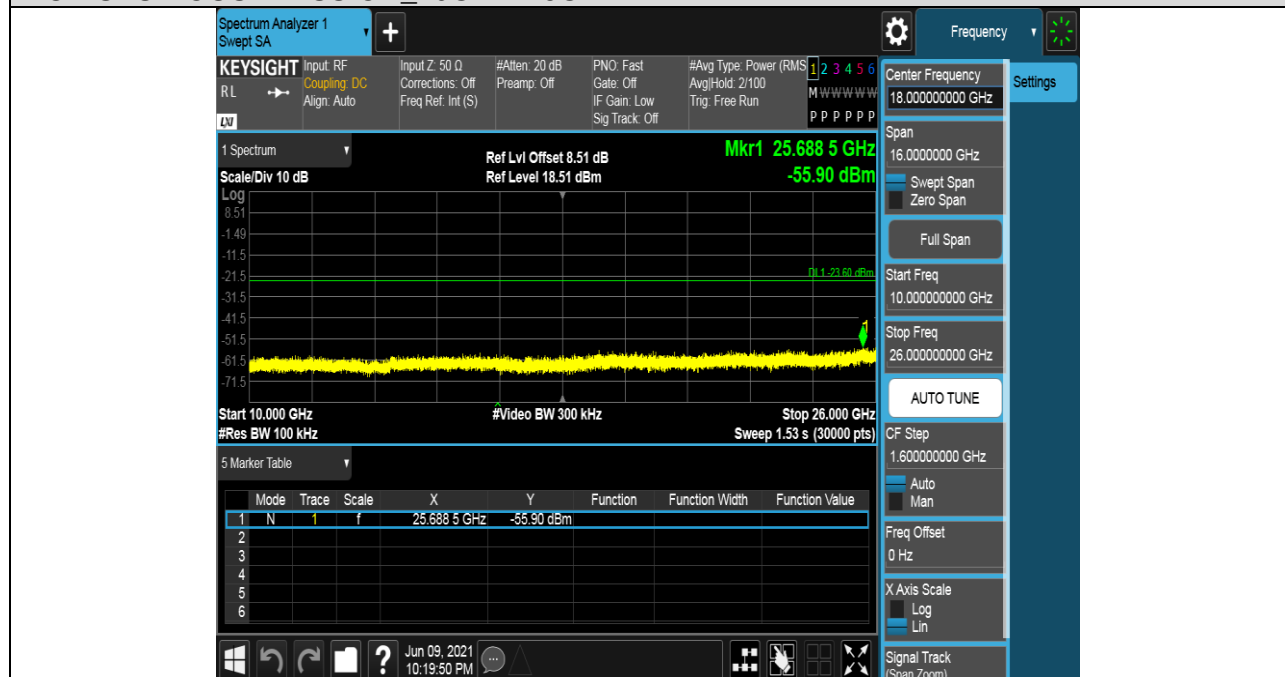 Spectrum Analyzer 1
Swept SA
+
Frequency
KEYSIGHT
RL
LXI
Input: RF
Coupling: DC
Align: Auto
Input Z: 50 Ω
Corrections: Off
Freq Ref: Int (S)
#Atten: 20 dB
Preamp: Off
PNO: Fast
Gate: Off
IF Gain: Low
Sig Track: Off
#Avg Type: Power (RMS
Avg|Hold: 2/100
Trig: Free Run
1 2 3 4 5 6
M W W W W W
P P P P P P
1 Spectrum
Scale/Div 10 dB
Ref Lvl Offset 8.51 dB
Ref Level 18.51 dBm
Mkr1 25.688 5 GHz
-55.90 dBm
Log
8.51
-1.49
-11.5
-21.5
-31.5
-41.5
-51.5
-61.5
-71.5
DL1 -23.60 dBm
1
Start 10.000 GHz
#Video BW 300 kHz
Stop 26.000 GHz
#Res BW 100 kHz
Sweep 1.53 s (30000 pts)
5 Marker Table
Mode Trace Scale X Y Function Function Width Function Value
1 N 1 f 25.688 5 GHz -55.90 dBm
2
3
4
5
6
? Jun 09, 2021
10:19:50 PM
Center Frequency
18.000000000 GHz
Settings
Span
16.0000000 GHz
Swept Span
Zero Span
Full Span
Start Freq
10.000000000 GHz
Stop Freq
26.000000000 GHz
AUTO TUNE
CF Step
1.600000000 GHz
Auto
Man
Freq Offset
0 Hz
X Axis Scale
Log
Lin
Signal Track
(Span Zoom)